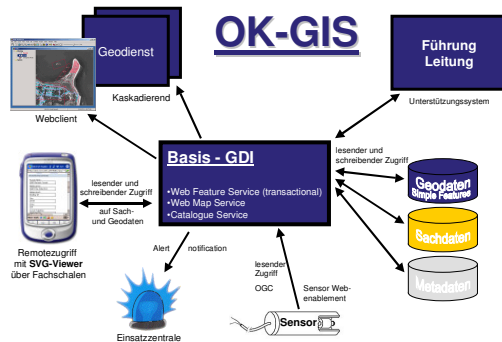 OK-GIS
Geodienst
Kaskadierend
Webclient
Führung
Leitung
Unterstützungssystem
Basis - GDI
•Web Feature Service (transactional)
•Web Map Service
•Catalogue Service
lesender und
schreibender Zugriff
Geodaten
Simple Features
Sachdaten
Metadaten
lesender und
schreibender Zugriff
auf Sach-
und Geodaten
Remotezugriff
mit SVG-Viewer
über Fachschalen
Alert notification
Einsatzzentrale
lesender
Zugriff
OGC
Sensor Web-
enablement
Sensor